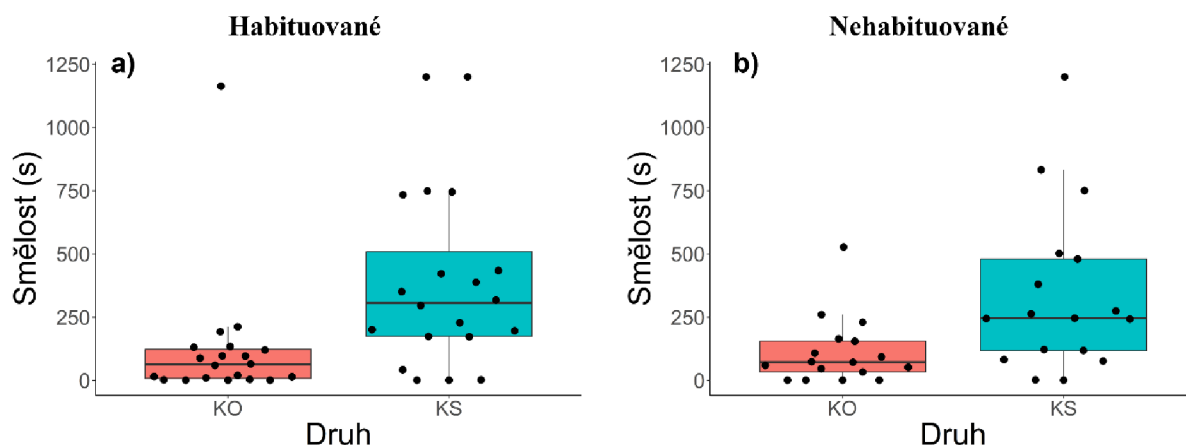 Habituované
Nehabituované
a)
1250
1000
750
500
250
0
Smělost (s)
KO
KS
Druh
b)
1250
1000
750
500
250
0
Smělost (s)
KO
KS
Druh